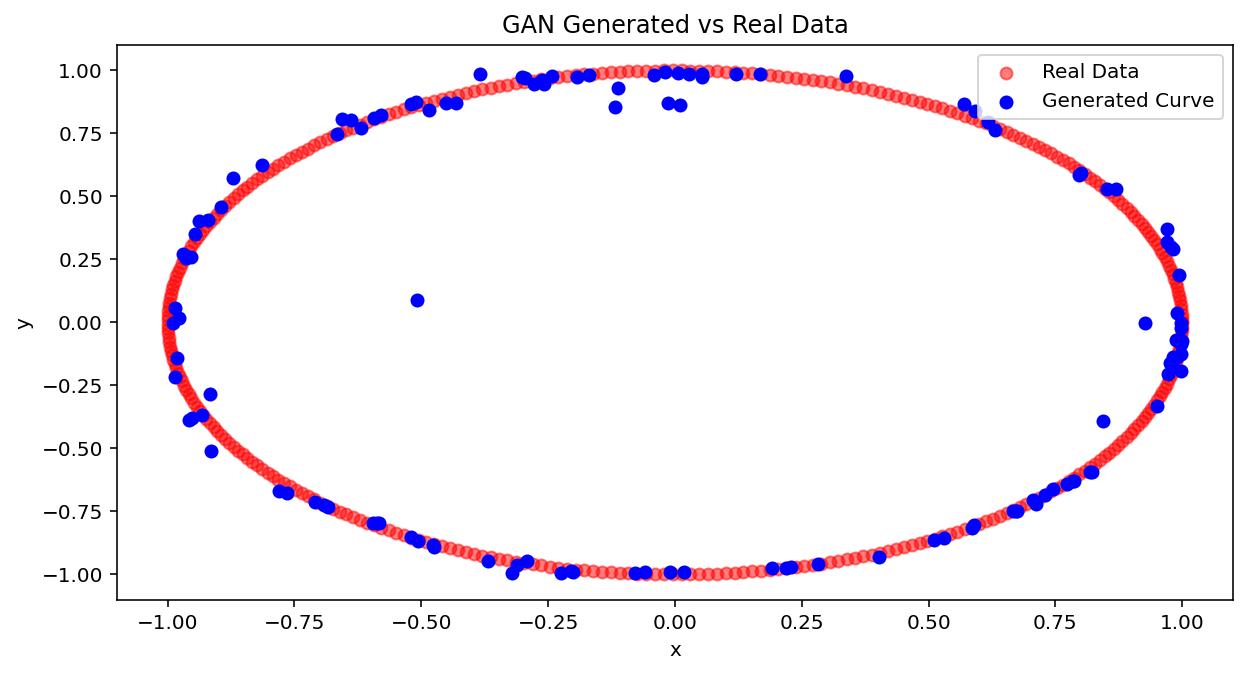 GAN Generated vs Real Data
Real Data
Generated Curve
1.00
0.75
0.50
0.25
0.00
−0.25
−0.50
−0.75
−1.00
y
−1.00 −0.75 −0.50 −0.25 0.00 0.25 0.50 0.75 1.00
x